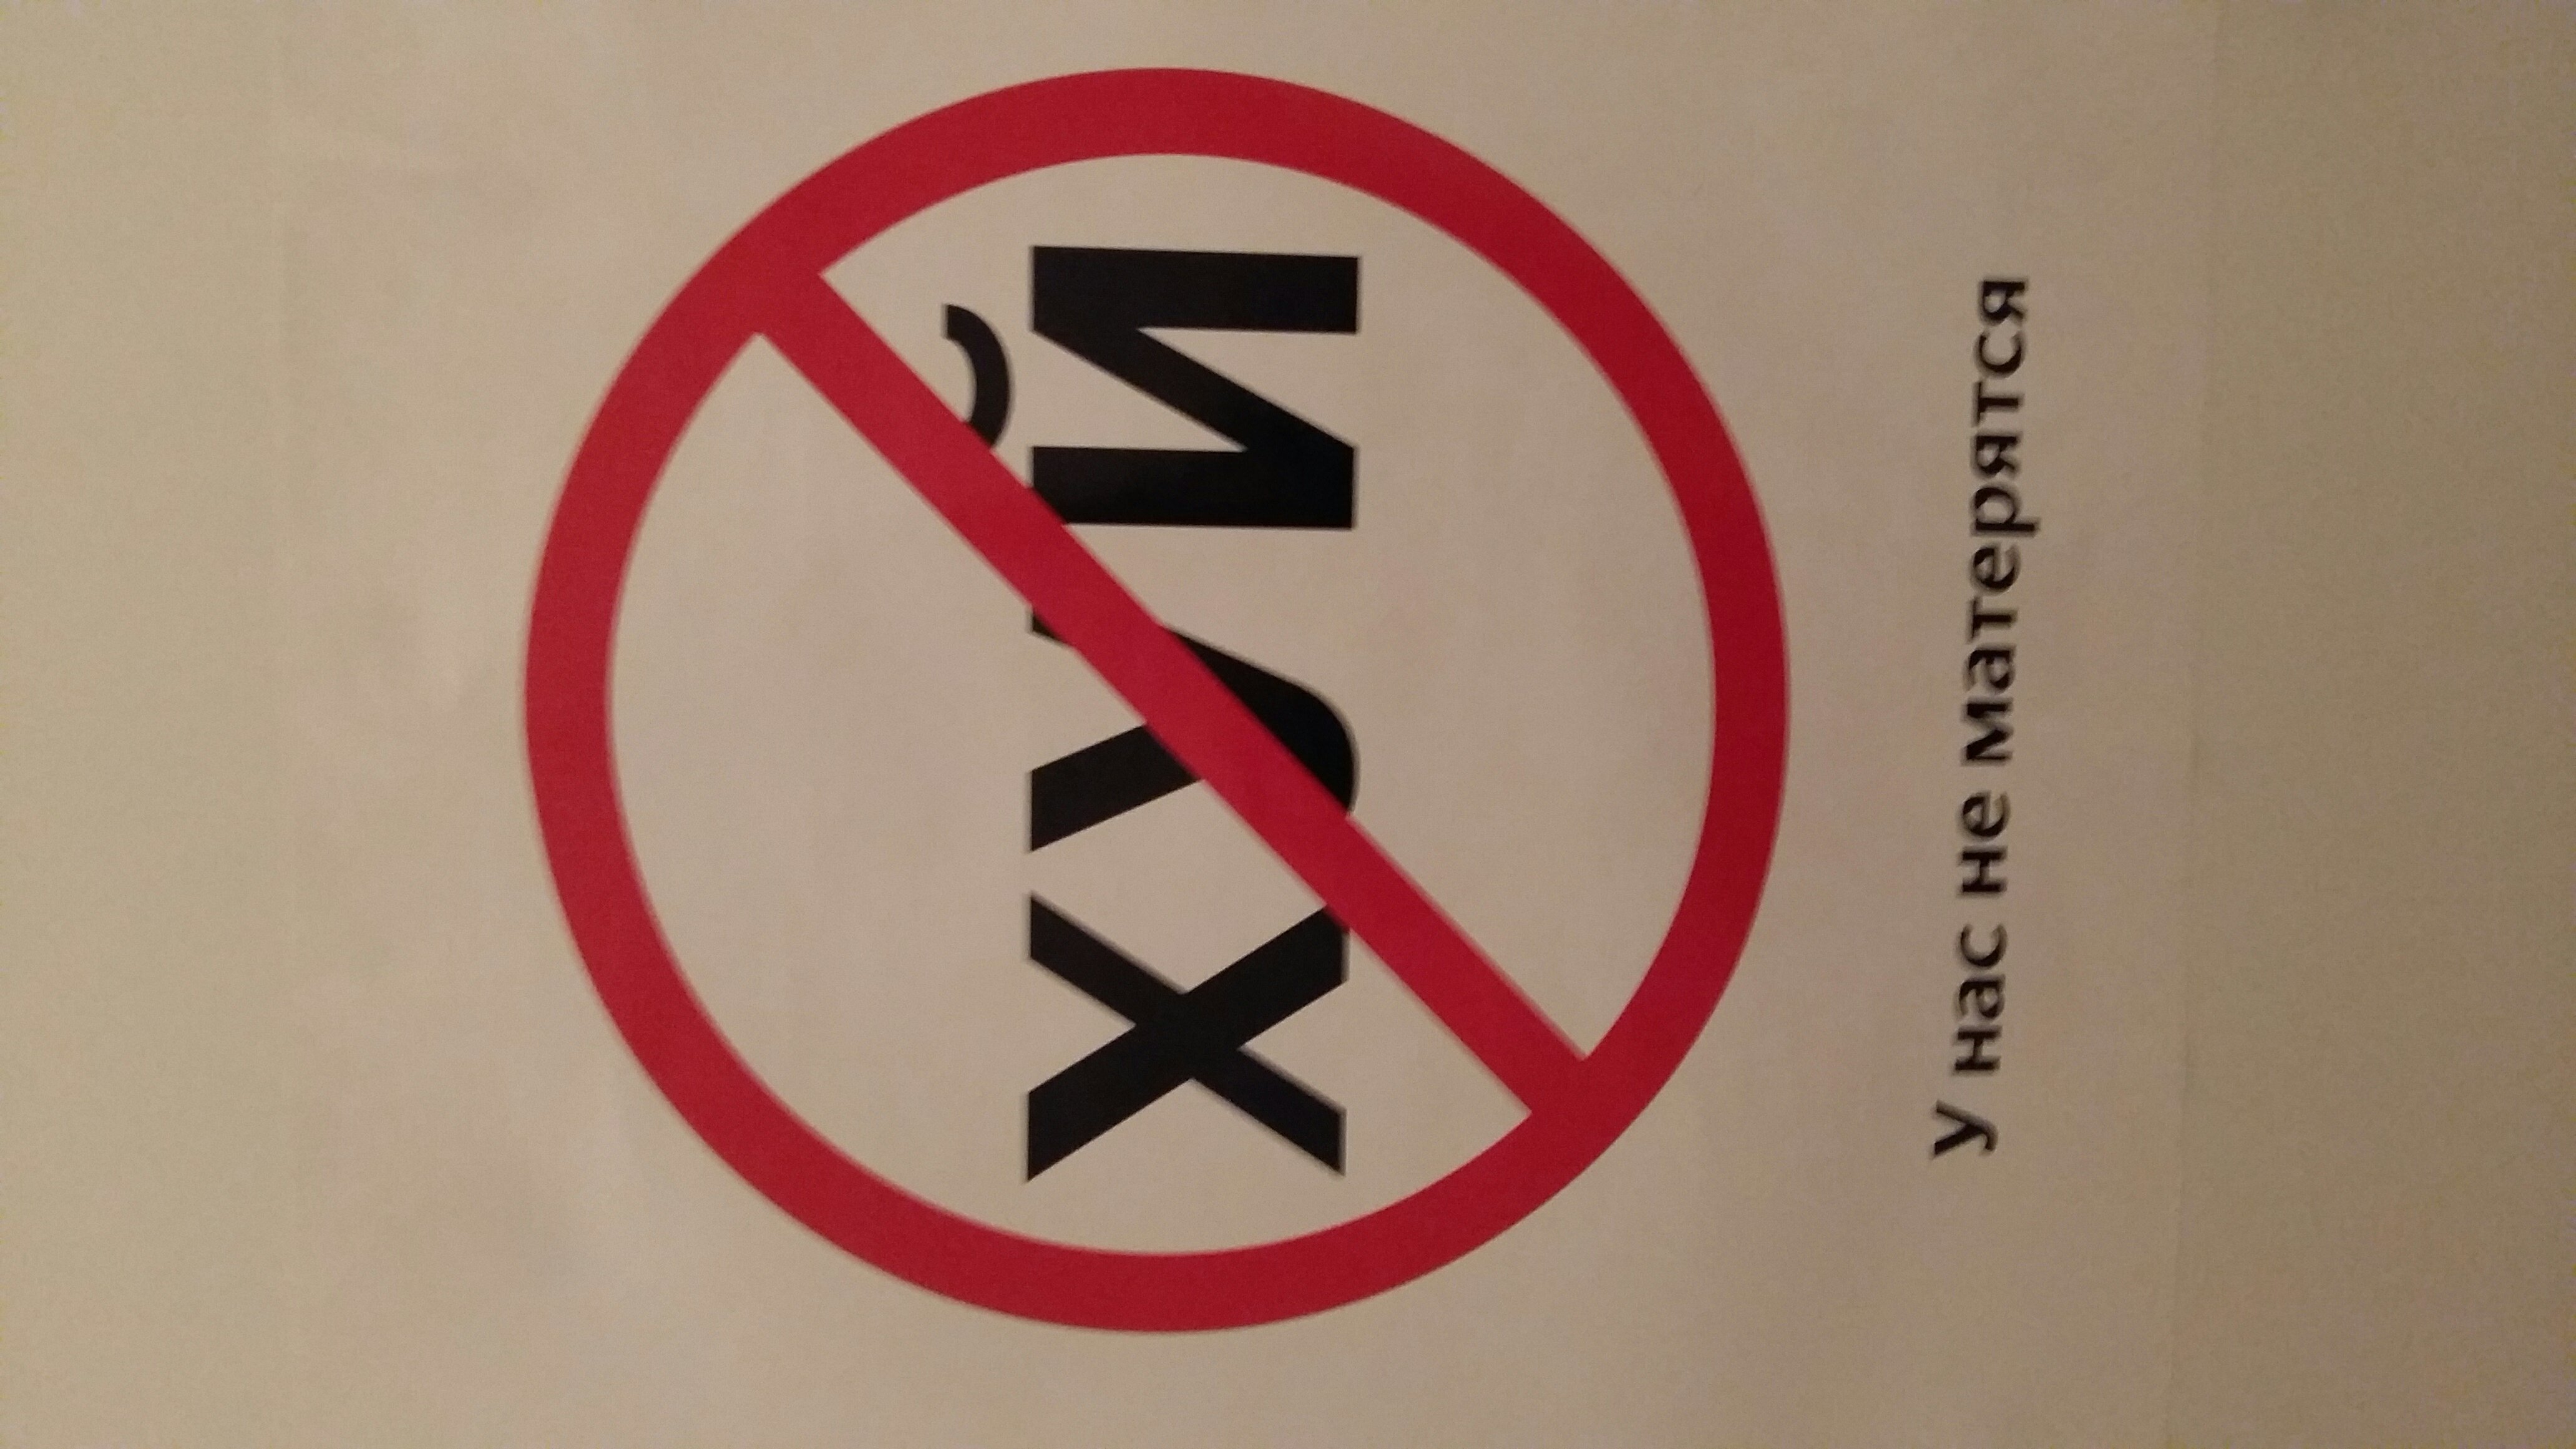 хуй
у нас не матерятся